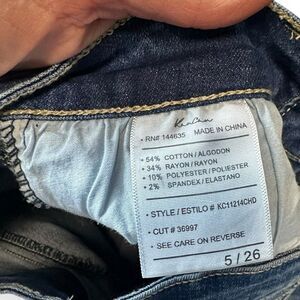 KanCan
• RN# 144635 MADE IN CHINA
• 54% COTTON / ALGODON
• 34% RAYON / RAYON
• 10% POLYESTER / POLIESTER
• 2% SPANDEX / ELASTANO
• STYLE / ESTILO # KC11214CHD
• CUT # 36997
• SEE CARE ON REVERSE
5 / 26